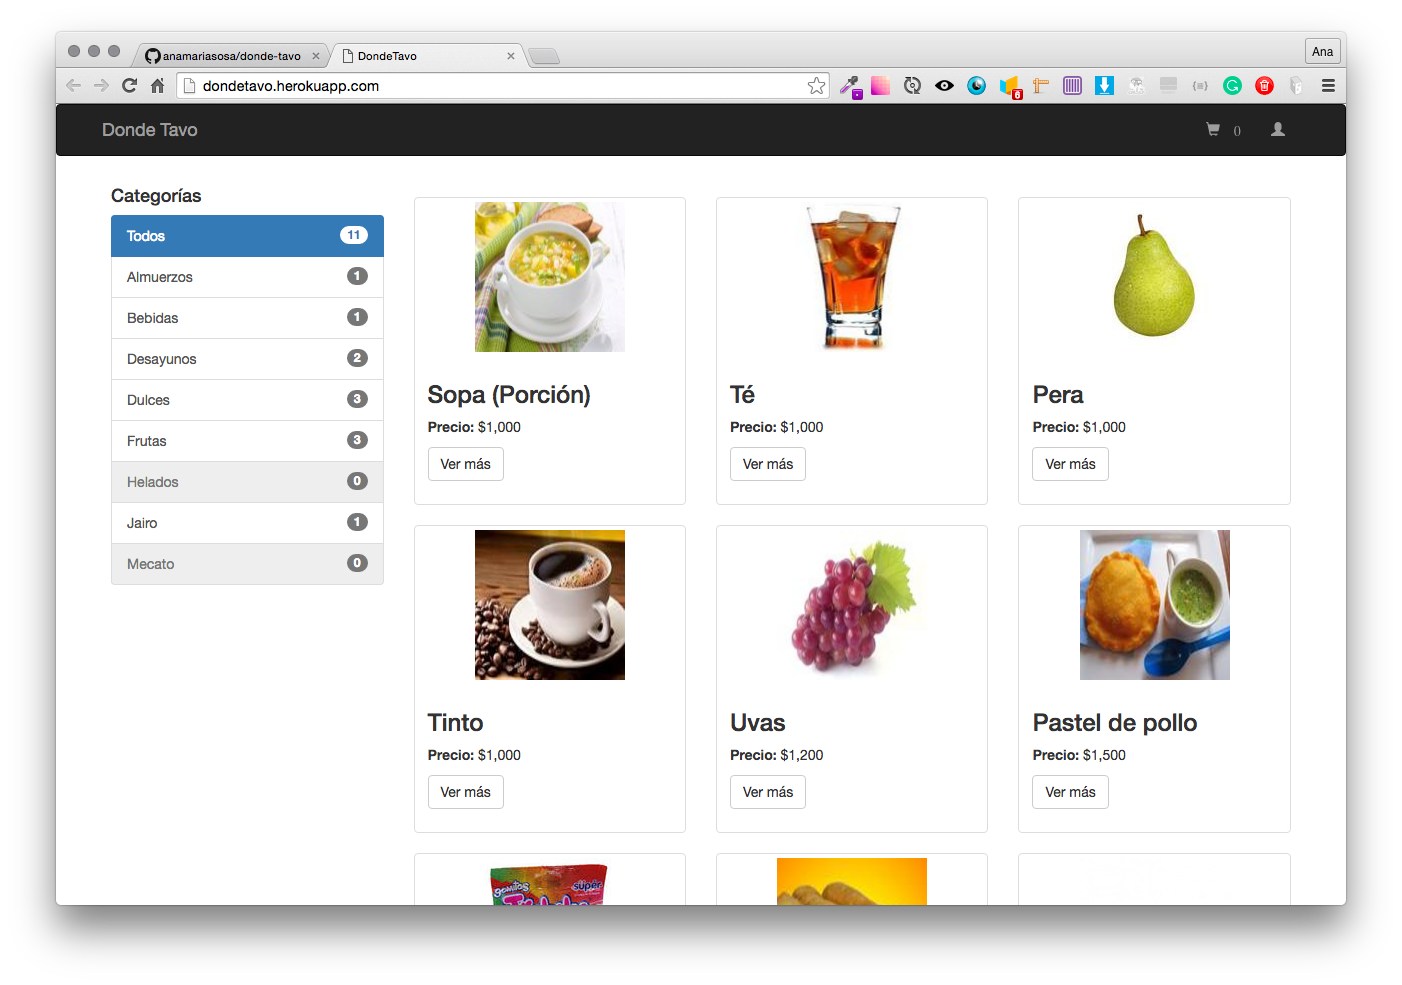 anamariasosa/donde-tavo
DondeTavo
Ana
dondetavo.herokuapp.com
6
Donde Tavo
()
Categorías
Todos 11
Almuerzos 1
Bebidas 1
Desayunos 2
Dulces 3
Frutas 3
Helados 0
Jairo 1
Mecato 0
Sopa (Porción)
Precio: $1,000
Ver más
Té
Precio: $1,000
Ver más
Pera
Precio: $1,000
Ver más
Tinto
Precio: $1,000
Ver más
Uvas
Precio: $1,200
Ver más
Pastel de pollo
Precio: $1,500
Ver más
gomitos
súper